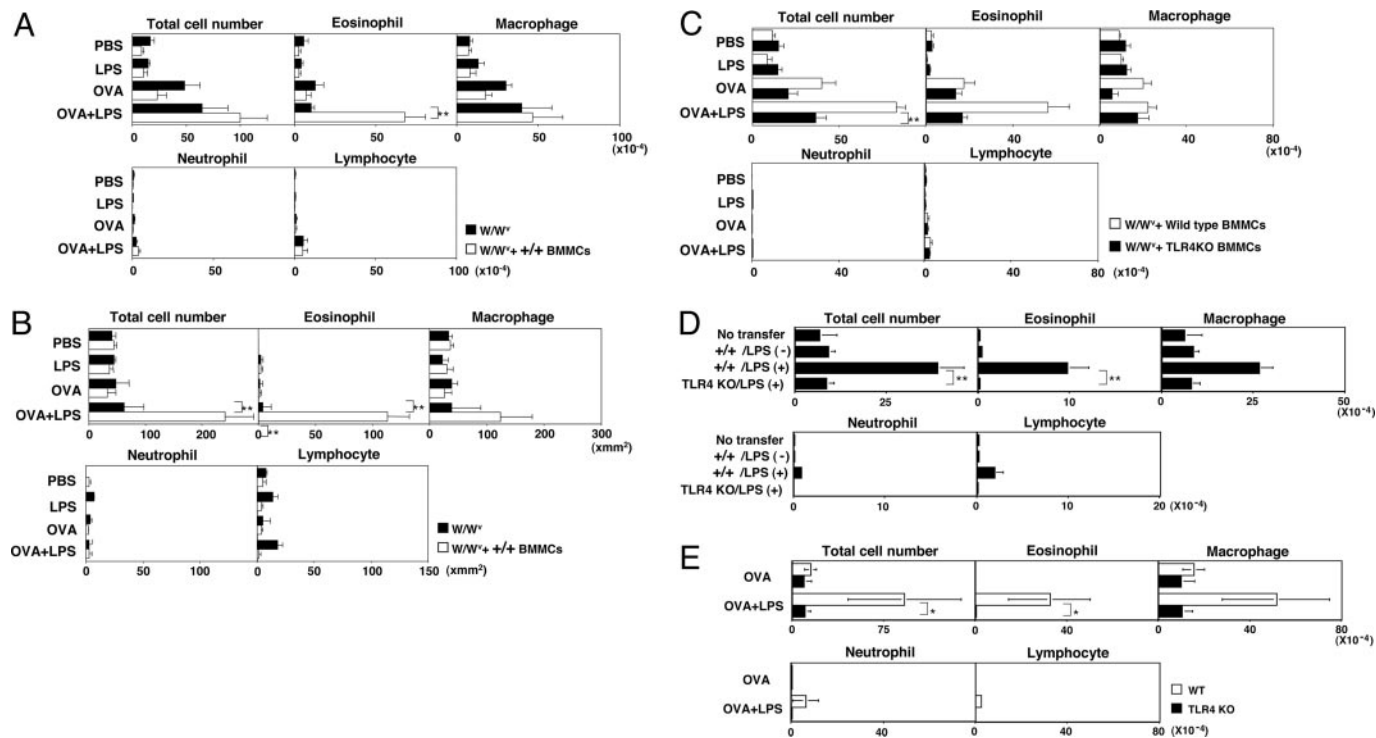 A
Total cell number Eosinophil Macrophage
PBS
LPS
OVA
OVA+LPS
**
0 50 0 50 0 50 100
(x10⁻⁴)
Neutrophil Lymphocyte
PBS
LPS
OVA
OVA+LPS
0 50 0 50 100
(x10⁻⁴)
W/Wᵛ
W/Wᵛ+ +/+ BMMCs
B
Total cell number Eosinophil Macrophage
PBS
LPS
OVA
OVA+LPS
** ** **
0 100 200 0 50 100 0 100 200 300
(xmm²)
Neutrophil Lymphocyte
PBS
LPS
OVA
OVA+LPS
0 50 100 0 50 100 150
(xmm²)
W/Wᵛ
W/Wᵛ+ +/+ BMMCs
C
Total cell number Eosinophil Macrophage
PBS
LPS
OVA
OVA+LPS
**
0 50 0 40 0 40 80
(x10⁻⁴)
Neutrophil Lymphocyte
PBS
LPS
OVA
OVA+LPS
0 40 0 40 80
(x10⁻⁴)
W/Wᵛ+ Wild type BMMCs
W/Wᵛ+ TLR4KO BMMCs
D
Total cell number Eosinophil Macrophage
No transfer
+/+ /LPS (-)
+/+ /LPS (+)
TLR4 KO/LPS (+)
** **
0 25 0 10 0 25 50
(X10⁻⁴)
Neutrophil Lymphocyte
No transfer
+/+ /LPS (-)
+/+ /LPS (+)
TLR4 KO/LPS (+)
0 10 0 10 20
(X10⁻⁴)
E
Total cell number Eosinophil Macrophage
OVA
OVA+LPS
* *
0 75 0 40 0 40 80
(X10⁻⁴)
Neutrophil Lymphocyte
OVA
OVA+LPS
0 40 0 40 80
(X10⁻⁴)
WT
TLR4 KO